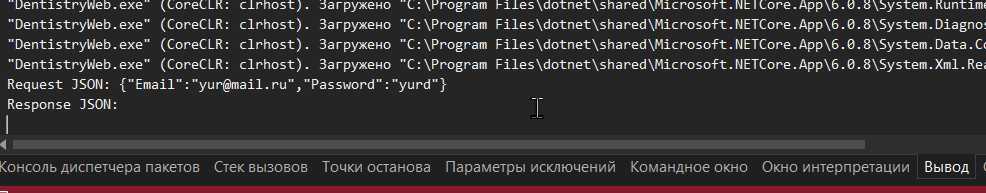 "DentistryWeb.exe" (CoreCLR: clrhost). Загружено "C:\Program Files\dotnet\shared\Microsoft.NETCore.App\6.0.8\System.Runtime
"DentistryWeb.exe" (CoreCLR: clrhost). Загружено "C:\Program Files\dotnet\shared\Microsoft.NETCore.App\6.0.8\System.Diagnos
"DentistryWeb.exe" (CoreCLR: clrhost). Загружено "C:\Program Files\dotnet\shared\Microsoft.NETCore.App\6.0.8\System.Data.Co
"DentistryWeb.exe" (CoreCLR: clrhost). Загружено "C:\Program Files\dotnet\shared\Microsoft.NETCore.App\6.0.8\System.Xml.Rea
Request JSON: {"Email":"yur@mail.ru","Password":"yurd"}
Response JSON:
Консоль диспетчера пакетов Стек вызовов Точки останова Параметры исключений Командное окно Окно интерпретации Вывод